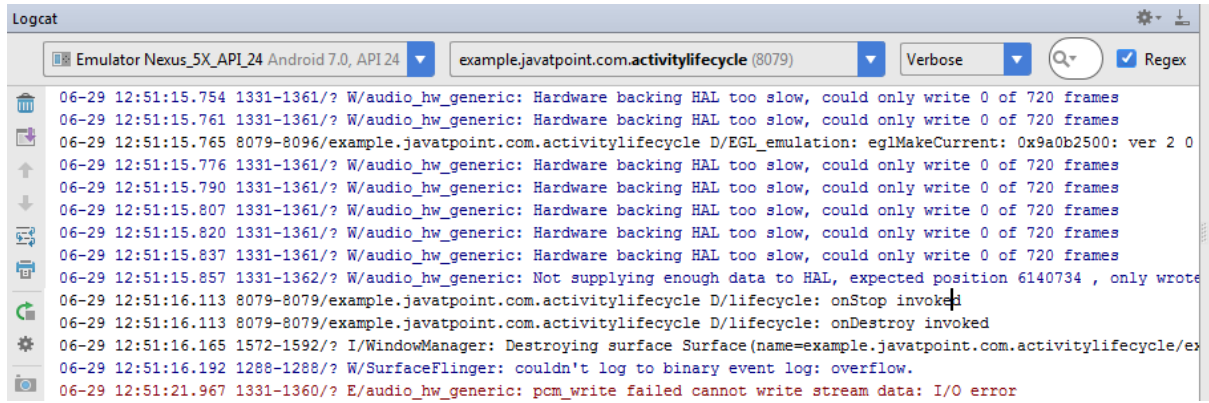 Logcat
Emulator Nexus_5X_API_24 Android 7.0, API 24 example.javatpoint.com.activitylifecycle (8079) Verbose Regex
06-29 12:51:15.754 1331-1361/? W/audio_hw_generic: Hardware backing HAL too slow, could only write 0 of 720 frames
06-29 12:51:15.761 1331-1361/? W/audio_hw_generic: Hardware backing HAL too slow, could only write 0 of 720 frames
06-29 12:51:15.765 8079-8096/example.javatpoint.com.activitylifecycle D/EGL_emulation: eglMakeCurrent: 0x9a0b2500: ver 2 0
06-29 12:51:15.776 1331-1361/? W/audio_hw_generic: Hardware backing HAL too slow, could only write 0 of 720 frames
06-29 12:51:15.790 1331-1361/? W/audio_hw_generic: Hardware backing HAL too slow, could only write 0 of 720 frames
06-29 12:51:15.807 1331-1361/? W/audio_hw_generic: Hardware backing HAL too slow, could only write 0 of 720 frames
06-29 12:51:15.820 1331-1361/? W/audio_hw_generic: Hardware backing HAL too slow, could only write 0 of 720 frames
06-29 12:51:15.837 1331-1361/? W/audio_hw_generic: Hardware backing HAL too slow, could only write 0 of 720 frames
06-29 12:51:15.857 1331-1362/? W/audio_hw_generic: Not supplying enough data to HAL, expected position 6140734 , only wrote
06-29 12:51:16.113 8079-8079/example.javatpoint.com.activitylifecycle D/lifecycle: onStop invoked
06-29 12:51:16.113 8079-8079/example.javatpoint.com.activitylifecycle D/lifecycle: onDestroy invoked
06-29 12:51:16.165 1572-1592/? I/WindowManager: Destroying surface Surface(name=example.javatpoint.com.activitylifecycle/ex
06-29 12:51:16.192 1288-1288/? W/SurfaceFlinger: couldn't log to binary event log: overflow.
06-29 12:51:21.967 1331-1360/? E/audio_hw_generic: pcm_write failed cannot write stream data: I/O error